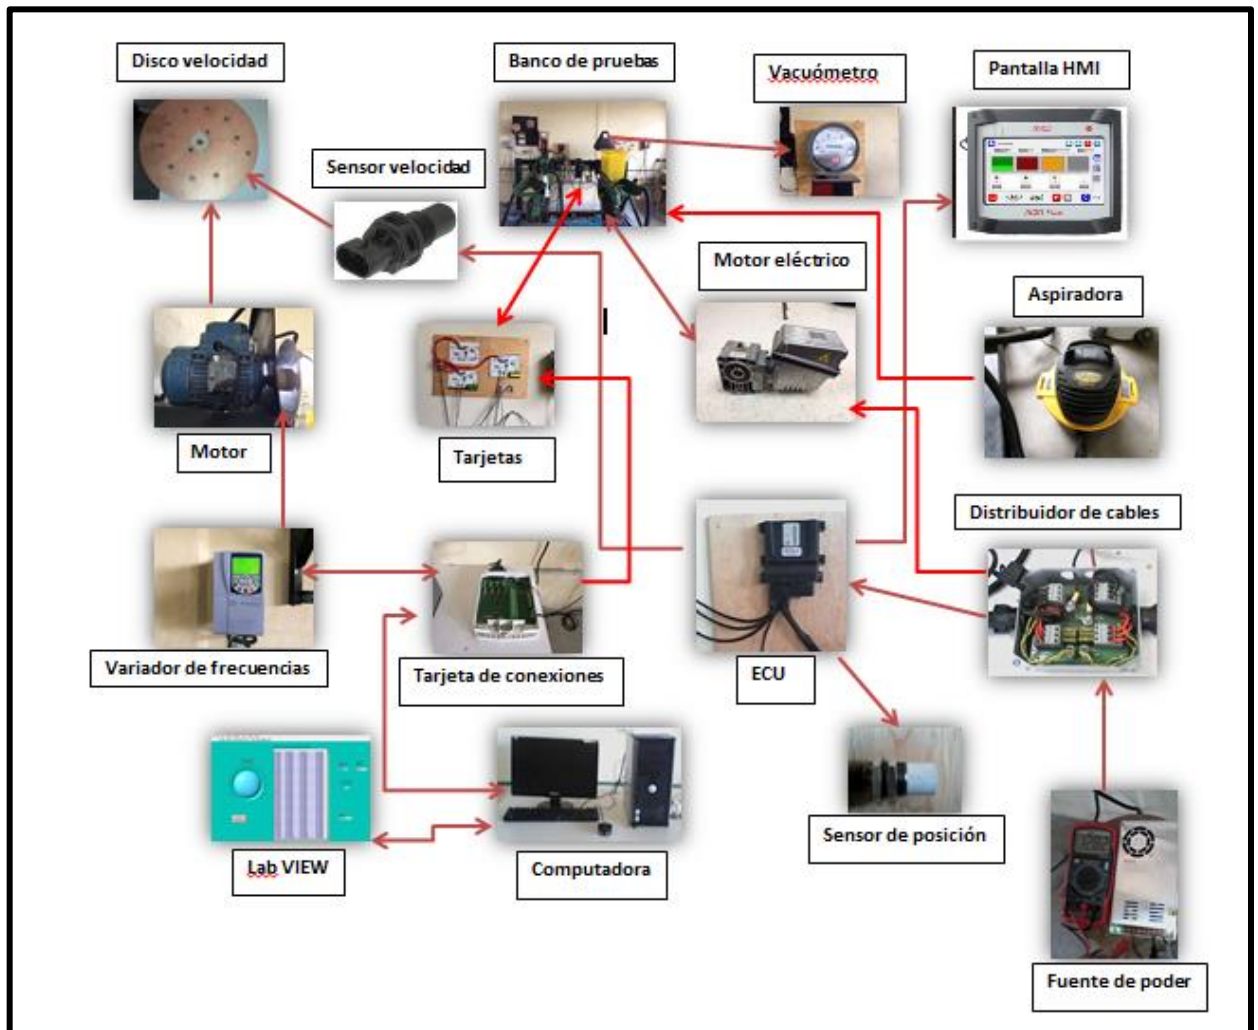 Disco velocidad
Banco de pruebas
Vacuómetro
Pantalla HMI
Sensor velocidad
Motor eléctrico
Aspiradora
Motor
Tarjetas
Distribuidor de cables
Variador de frecuencias
Tarjeta de conexiones
ECU
Sensor de posición
Lab VIEW
Computadora
Fuente de poder